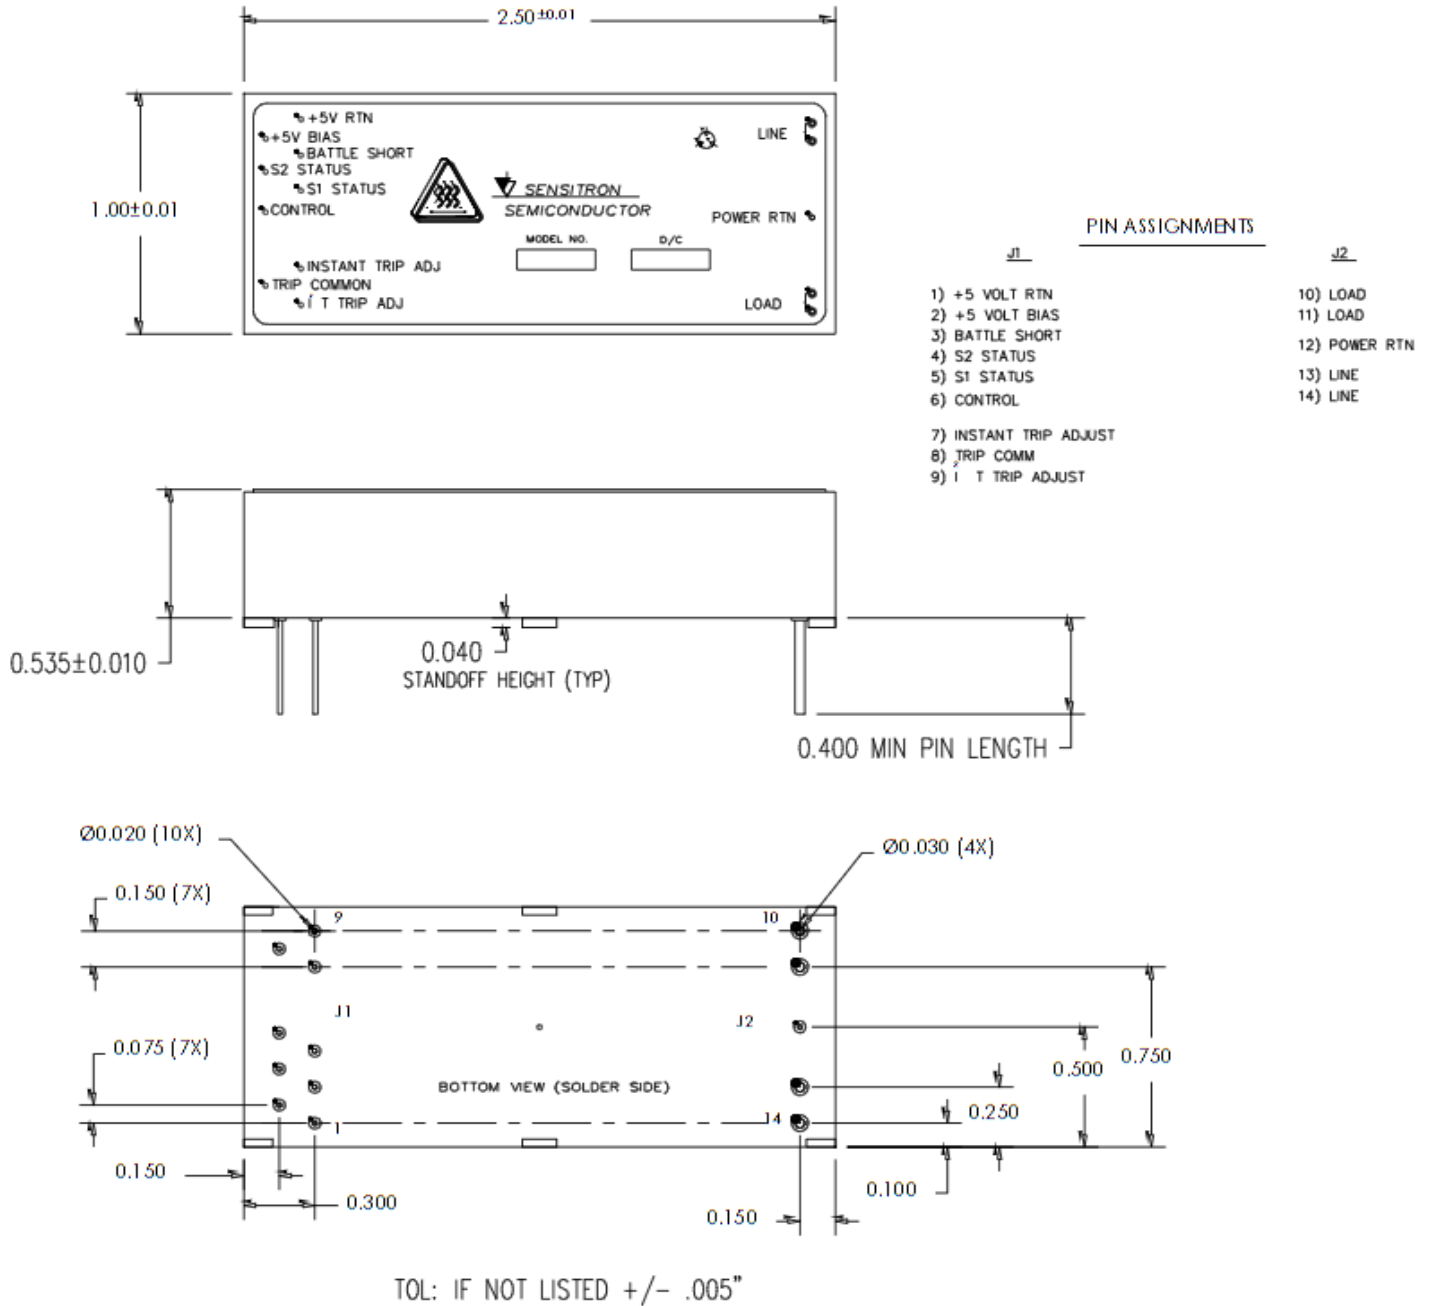 2.50±0.01
+5V RTN
+5V BIAS
BATTLE SHORT
S2 STATUS
S1 STATUS
CONTROL
INSTANT TRIP ADJ
TRIP COMMON
I² T TRIP ADJ
SENSITRON
SEMICONDUCTOR
MODEL NO.
D/C
LINE
POWER RTN
LOAD
1.00±0.01
PIN ASSIGNMENTS
J1
1) +5 VOLT RTN
2) +5 VOLT BIAS
3) BATTLE SHORT
4) S2 STATUS
5) S1 STATUS
6) CONTROL
7) INSTANT TRIP ADJUST
8) TRIP COMM
9) I² T TRIP ADJUST
J2
10) LOAD
11) LOAD
12) POWER RTN
13) LINE
14) LINE
0.535±0.010
0.040
STANDOFF HEIGHT (TYP)
0.400 MIN PIN LENGTH
Ø0.020 (10X)
Ø0.030 (4X)
0.150 (7X)
9
10
J1
J2
0.075 (7X)
BOTTOM VIEW (SOLDER SIDE)
1
14
0.750
0.500
0.250
0.100
0.150
0.300
0.150
TOL: IF NOT LISTED +/- .005"